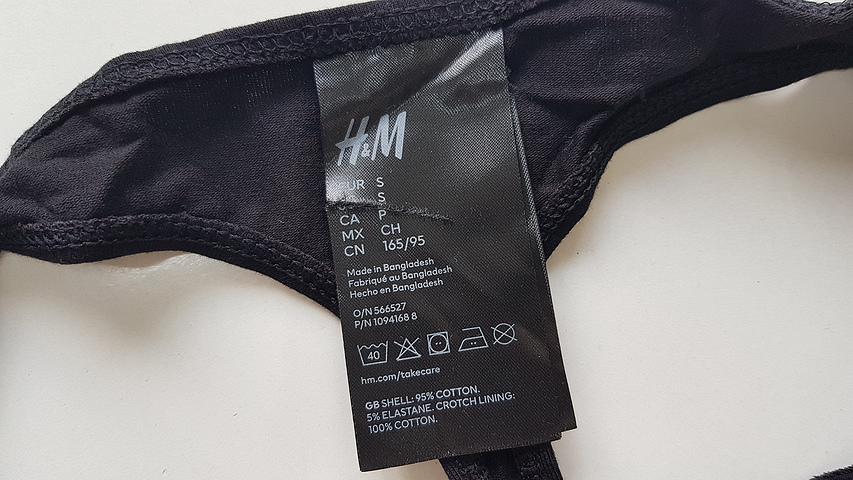 H&M
EUR S
S
CA P
MX CH
CN 165/95
Made in Bangladesh
Fabriqué au Bangladesh
Hecho en Bangladesh
O/N 566527
P/N 1094168 8
40
hm.com/takecare
GB SHELL: 95% COTTON.
5% ELASTANE. CROTCH LINING:
100% COTTON.